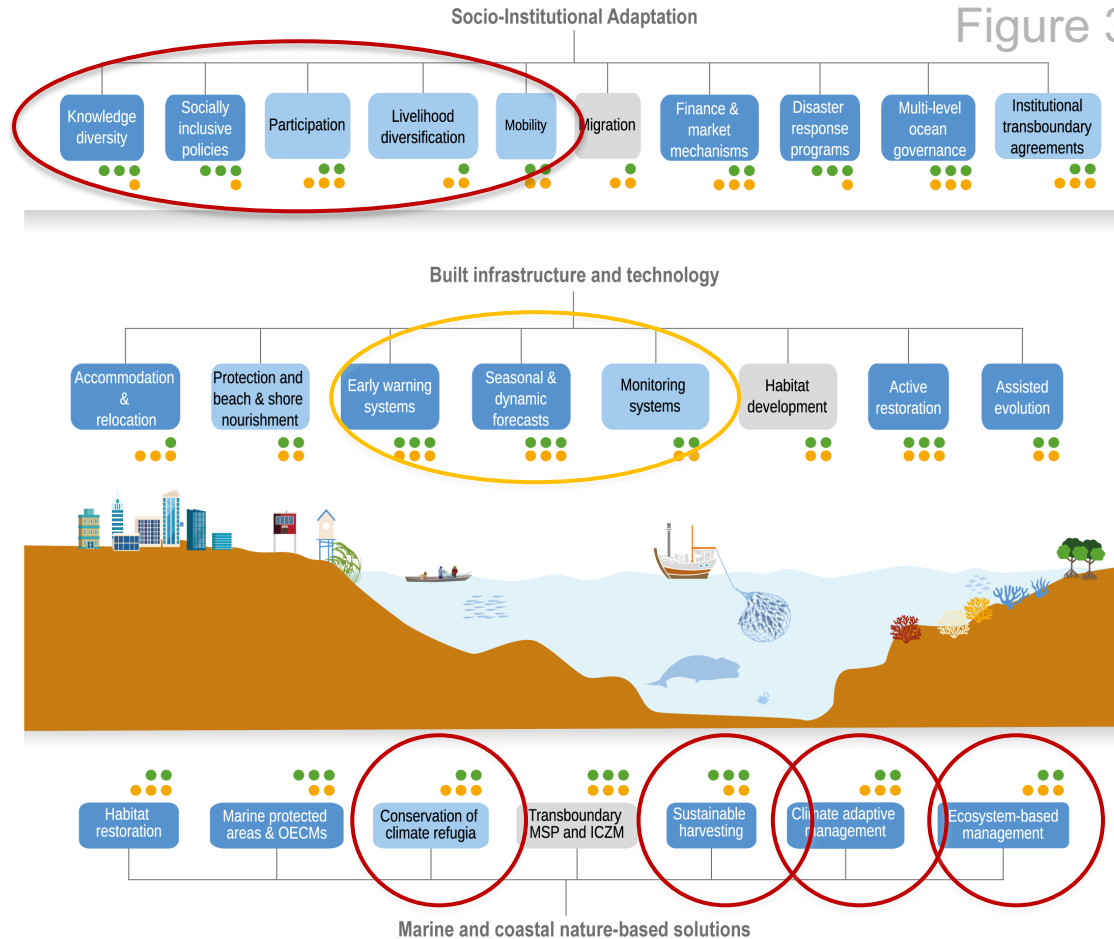 Socio-Institutional Adaptation
Figure 3
Knowledge
diversity
Socially
inclusive
policies
Participation
Livelihood
diversification
Mobility
Migration
Finance &
market
mechanisms
Disaster
response
programs
Multi-level
ocean
governance
Institutional
transboundary
agreements
Built infrastructure and technology
Accommodation
&
relocation
Protection and
beach & shore
nourishment
Early warning
systems
Seasonal &
dynamic
forecasts
Monitoring
systems
Habitat
development
Active
restoration
Assisted
evolution
Habitat
restoration
Marine protected
areas & OECMs
Conservation of
climate refugia
Transboundary
MSP and ICZM
Sustainable
harvesting
Climate adaptive
management
Ecosystem-based
management
Marine and coastal nature-based solutions